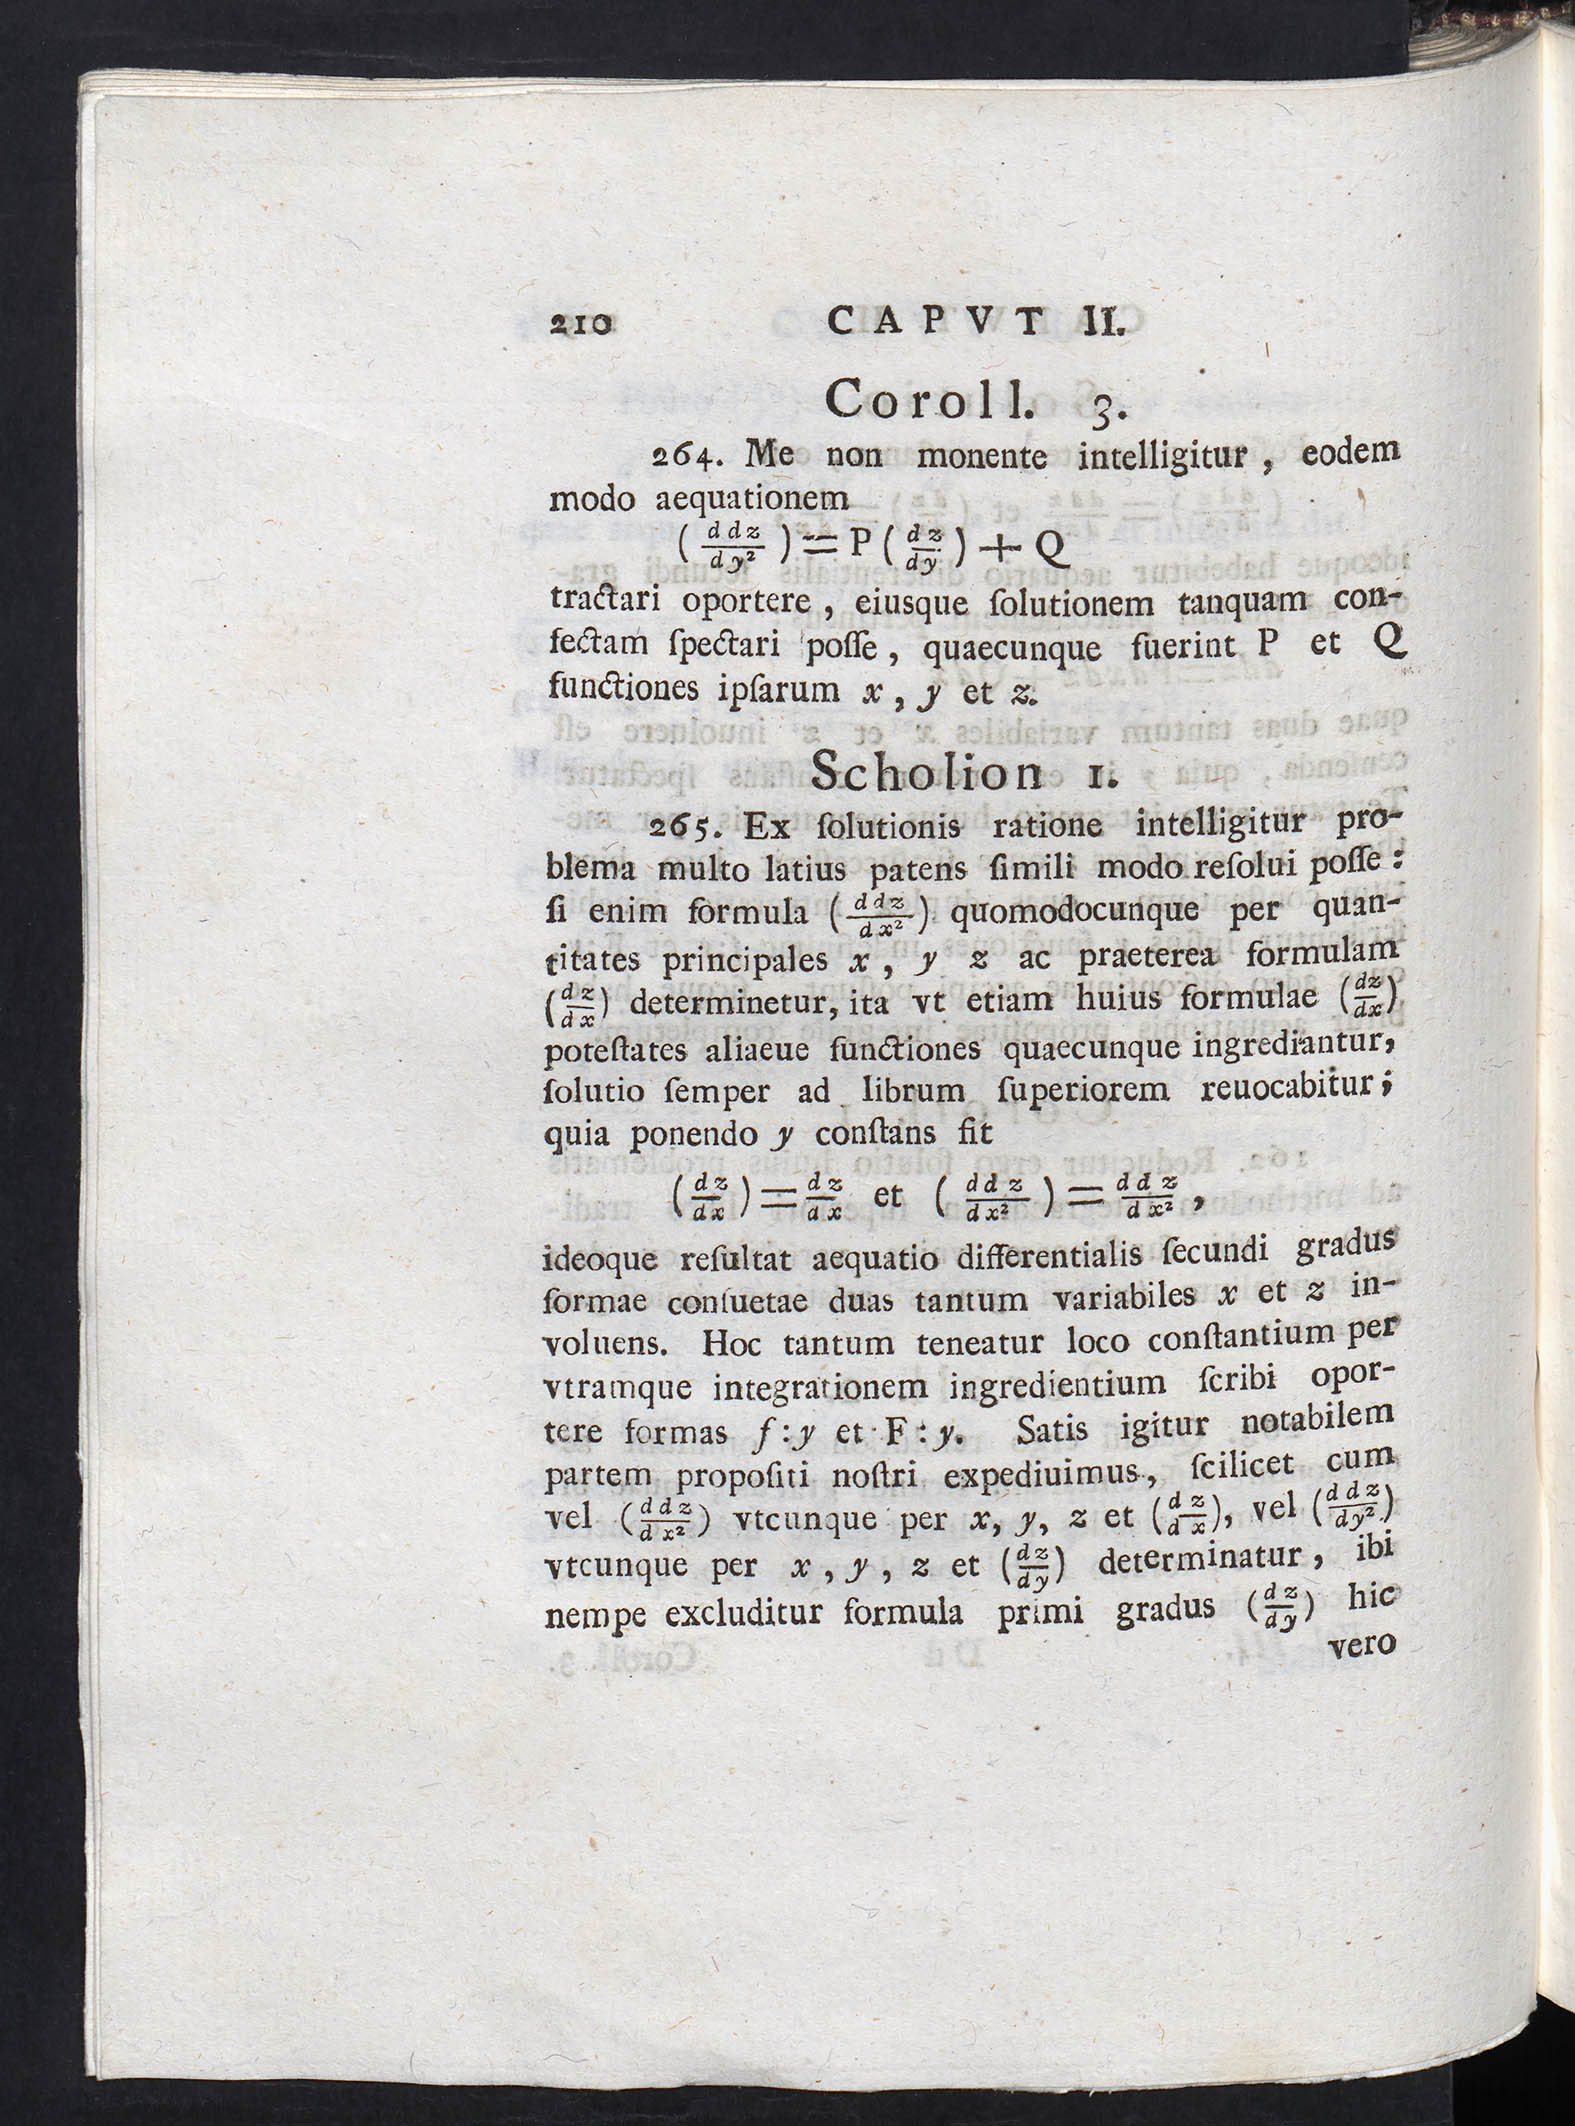 210 CAPVT II.
Coroll. 3.
264. Me non monente intelligitur, eodem
modo aequationem
(ddz/dy²) = P(dz/dy) + Q
tractari oportere, eiusque ſolutionem tanquam con-
fectam ſpectari poſſe, quaecunque fuerint P et Q
functiones ipſarum x, y et z.
Scholion 1.
265. Ex ſolutionis ratione intelligitur pro-
blema multo latius patens ſimili modo reſolui poſſe:
ſi enim formula (ddz/dx²) quomodocunque per quan-
titates principales x, y z ac praeterea formulam
(dz/dx) determinetur, ita vt etiam huius formulae (dz/dx)
poteſtates aliaeue functiones quaecunque ingrediantur,
ſolutio ſemper ad librum ſuperiorem reuocabitur;
quia ponendo y conſtans fit
(dz/dx) = dz/dx et (ddz/dx²) = ddz/dx²,
ideoque reſultat aequatio differentialis ſecundi gradus
formae conſuetae duas tantum variabiles x et z in-
voluens. Hoc tantum teneatur loco conſtantium per
vtramque integrationem ingredientium ſcribi opor-
tere formas f:y et F:y. Satis igitur notabilem
partem propoſiti noſtri expediuimus, ſcilicet cum
vel (ddz/dx²) vtcunque per x, y, z et (dz/dx), vel (ddz/dy²)
vtcunque per x, y, z et (dz/dy) determinatur, ibi
nempe excluditur formula primi gradus (dz/dy) hic
vero